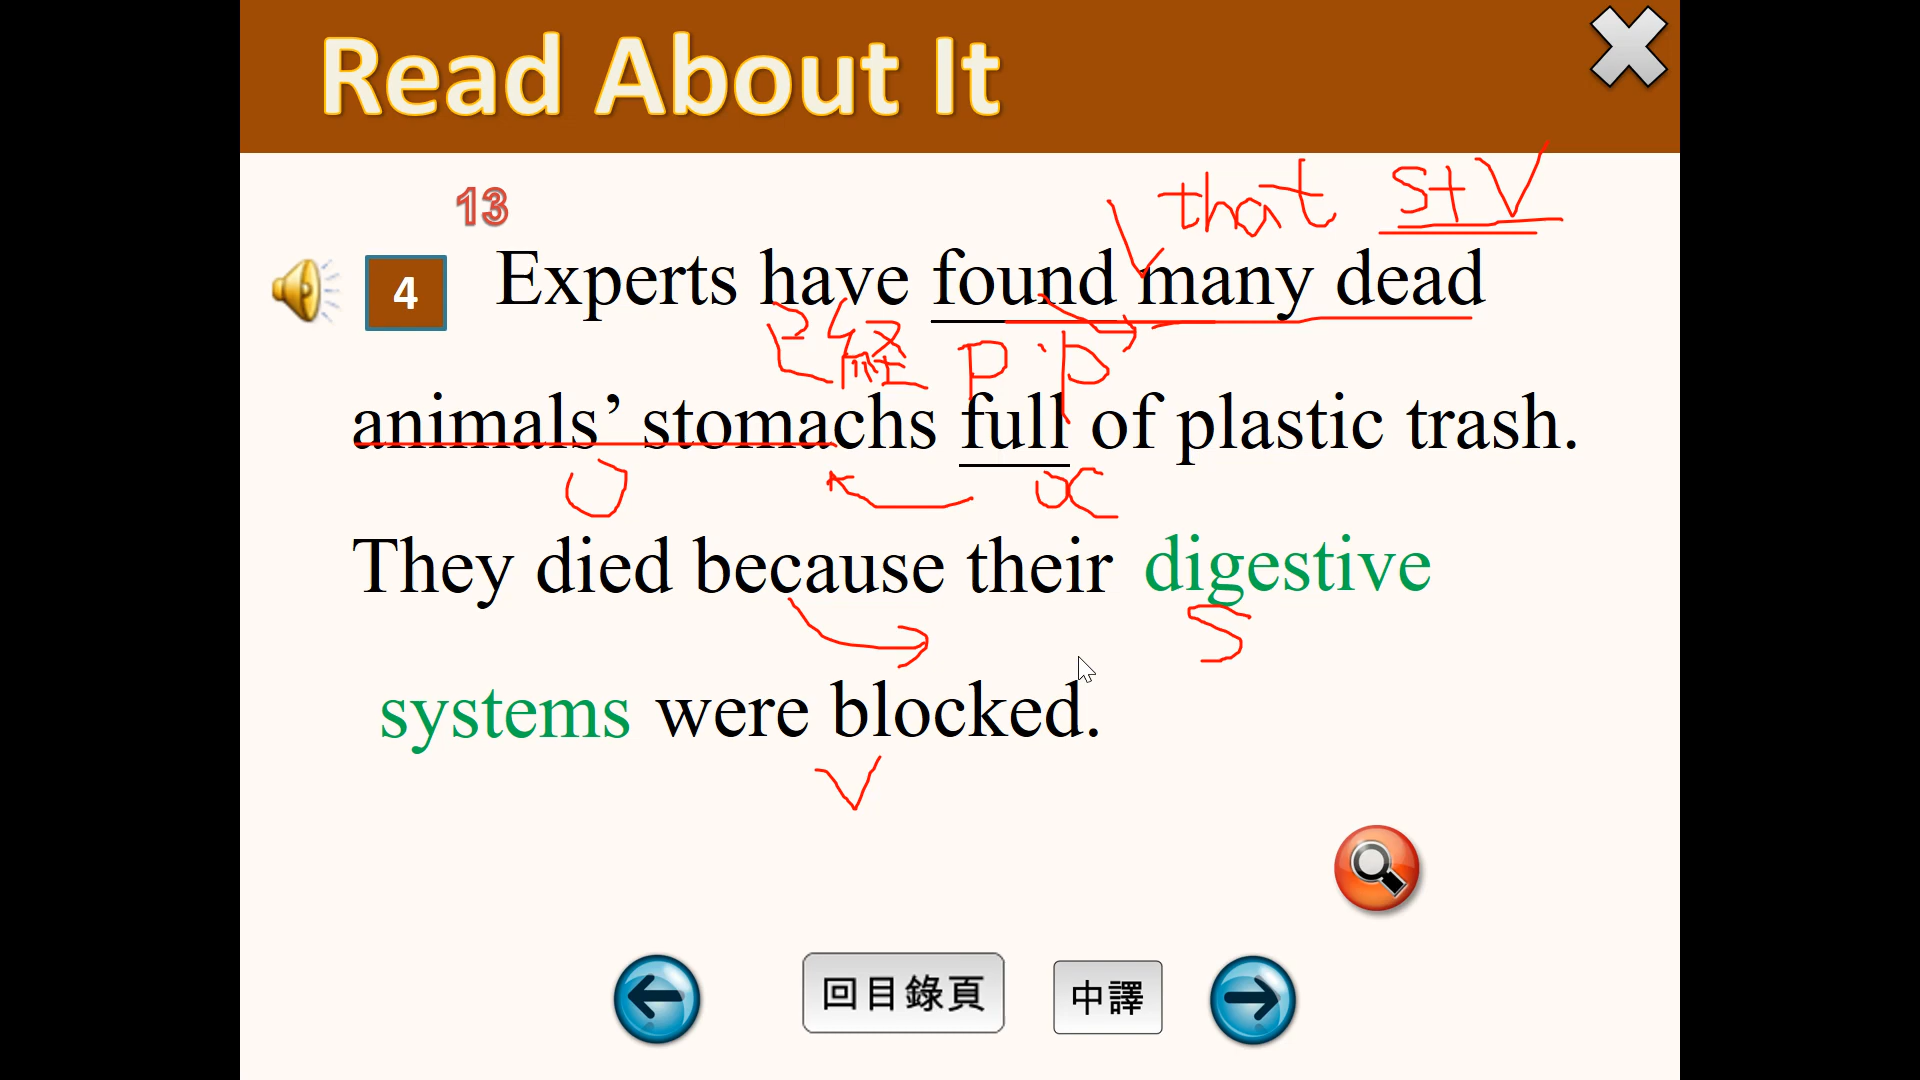 Read About It
13
that S+V
4 Experts have found many dead
已経 p.p
animals’ stomachs full of plastic trash.
O OC
They died because their digestive
S
systems were blocked.
V
回目錄頁 中譯